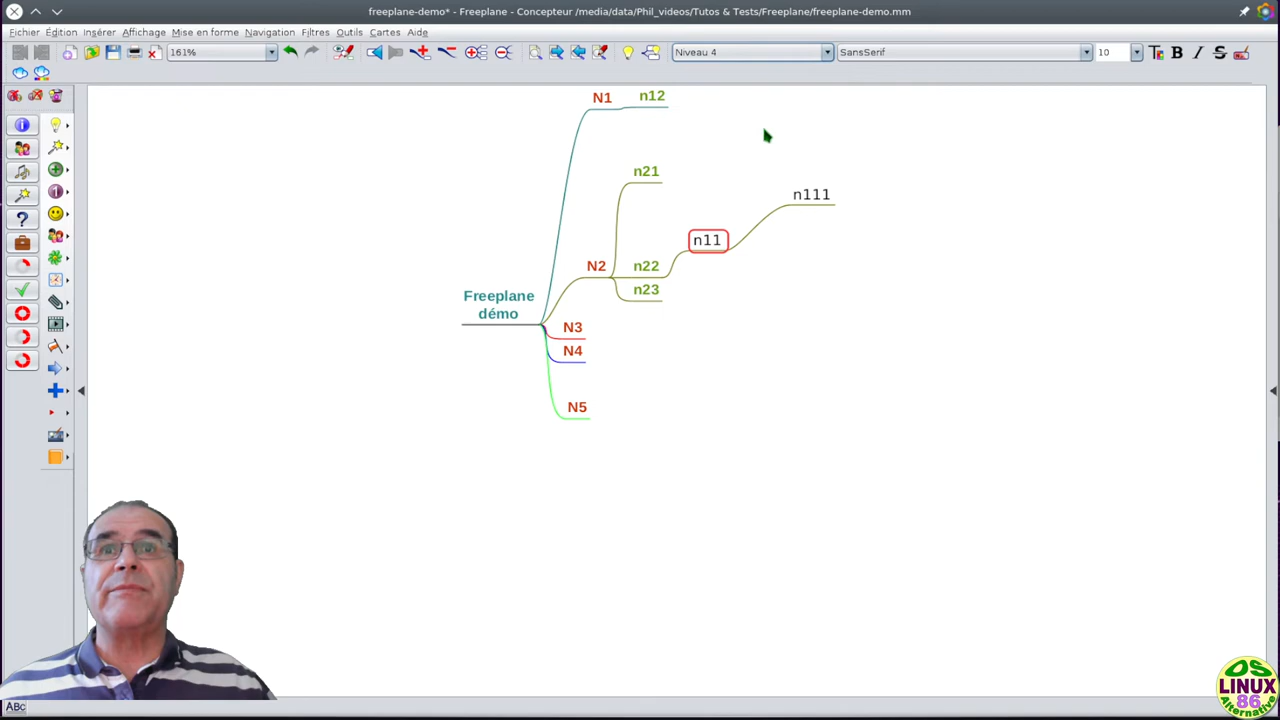 freeplane-demo* - Freeplane - Concepteur /media/data/Phil_videos/Tutos & Tests/Freeplane/freeplane-demo.mm
Fichier Édition Insérer Affichage Mise en forme Navigation Filtres Outils Cartes Aide
161% Niveau 4 SansSerif 10 T B I S
N1 n12
n21
n111
n11
N2 n22
n23
Freeplane
démo
N3
N4
N5
OS
LINUX
86
Alternative
ABc